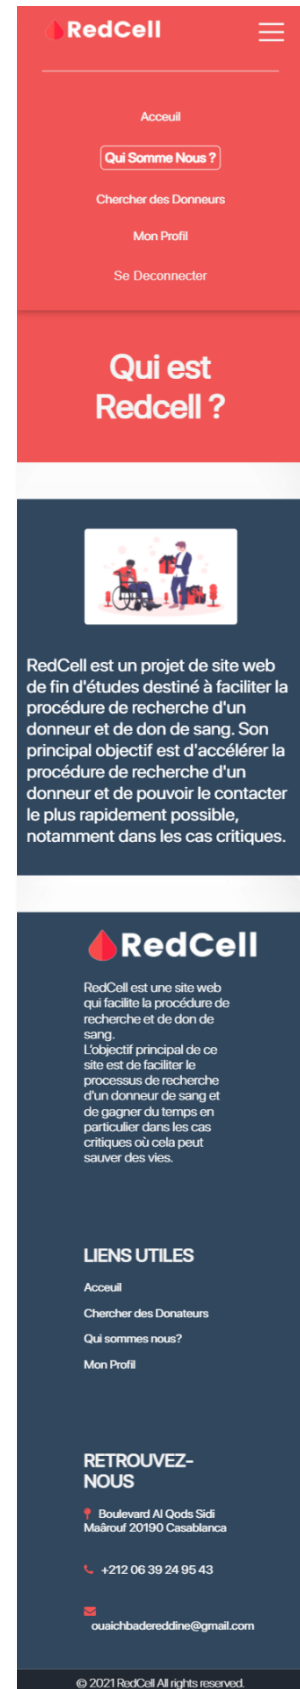 RedCell
Acceuil
Qui Somme Nous ?
Chercher des Donneurs
Mon Profil
Se Deconnecter
Qui est
Redcell ?
RedCell est un projet de site web
de fin d'études destiné à faciliter la
procédure de recherche d'un
donneur et de don de sang. Son
principal objectif est d'accélérer la
procédure de recherche d'un
donneur et de pouvoir le contacter
le plus rapidement possible,
notamment dans les cas critiques.
RedCell
RedCell est une site web
qui facilite la procédure de
recherche et de don de
sang.
L'objectif principal de ce
site est de faciliter le
processus de recherche
d'un donneur de sang et
de gagner du temps en
particulier dans les cas
critiques où cela peut
sauver des vies.
LIENS UTILES
Acceuil
Chercher des Donateurs
Qui sommes nous?
Mon Profil
RETROUVEZ-
NOUS
Boulevard Al Qods Sidi
Maârouf 20190 Casablanca
+212 06 39 24 95 43
ouaichbadereddine@gmail.com
© 2021 RedCell All rights reserved.